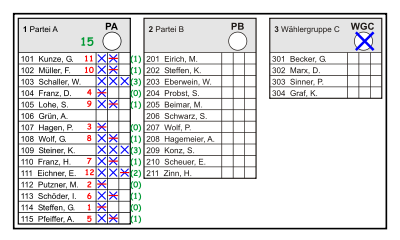 1 Partei A PA
15
101 Kunze, G. 11 (1)
102 Müller, F. 10 (1)
103 Schaller, W. (3)
104 Franz, D. 4 (0)
105 Lohe, S. 9 (1)
106 Grün, A.
107 Hagen, P. 3 (0)
108 Wolf, G. 8 (1)
109 Steiner, K. (3)
110 Franz, H. 7 (1)
111 Eichner, E. 12 (2)
112 Putzner, M. 2 (0)
113 Schöder, I. 6 (1)
114 Steffen, G. 1 (0)
115 Pfeiffer, A. 5 (1)
2 Partei B PB
201 Eirich, M.
202 Steffen, K.
203 Eberwein, W.
204 Probst, S.
205 Beimar, M.
206 Schwarz, S.
207 Wolf, P.
208 Hagemeier, A.
209 Konz, S.
210 Scheuer, E.
211 Zinn, H.
3 Wählergruppe C WGC
301 Becker, G.
302 Marx, D.
303 Sinner, P.
304 Graf, K.